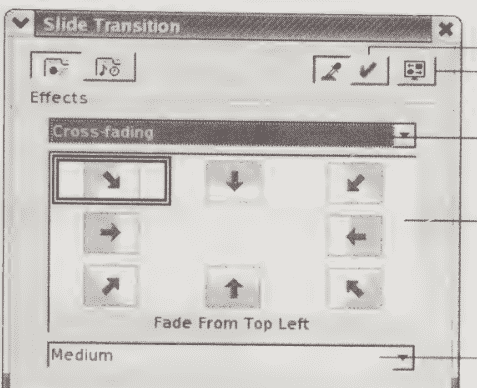 Slide Transition
Effects
Cross-fading
Fade From Top Left
Medium